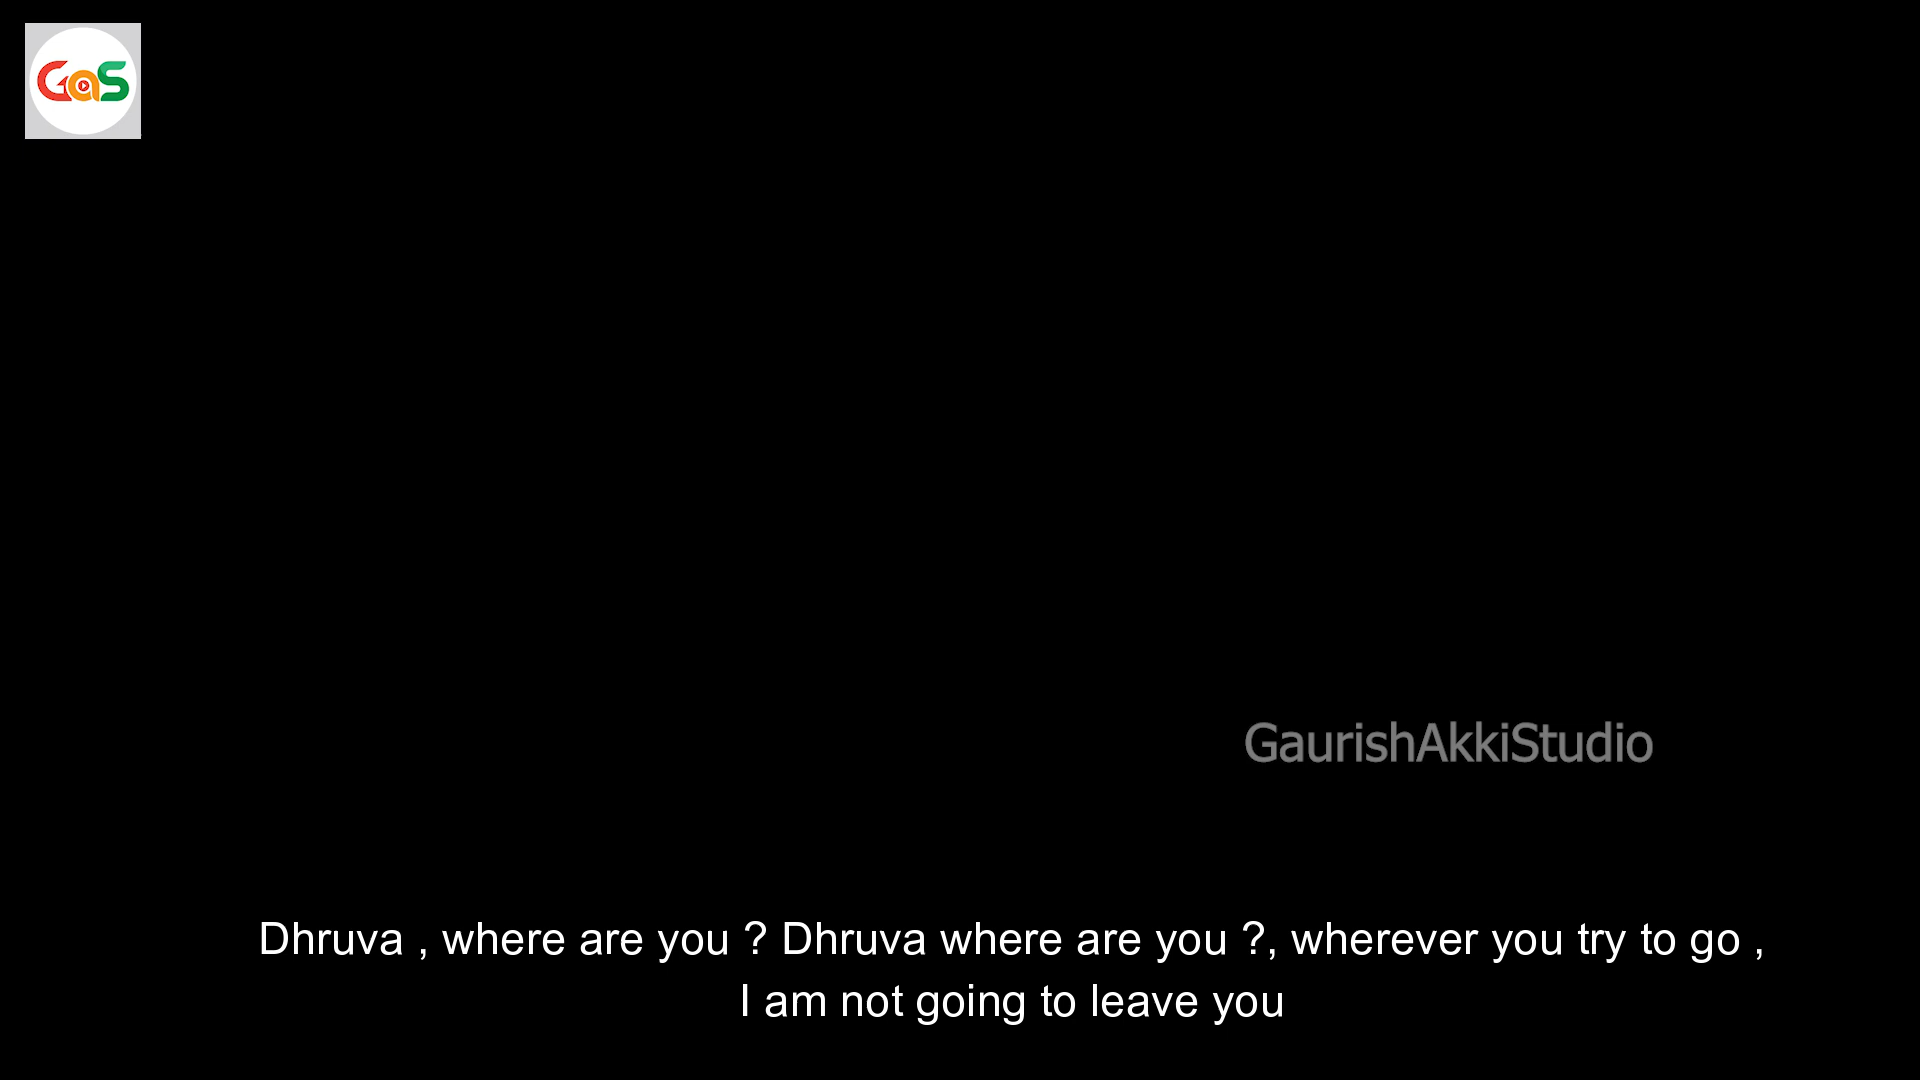 GaS
GaurishAkkiStudio
Dhruva , where are you ? Dhruva where are you ?, wherever you try to go ,
I am not going to leave you